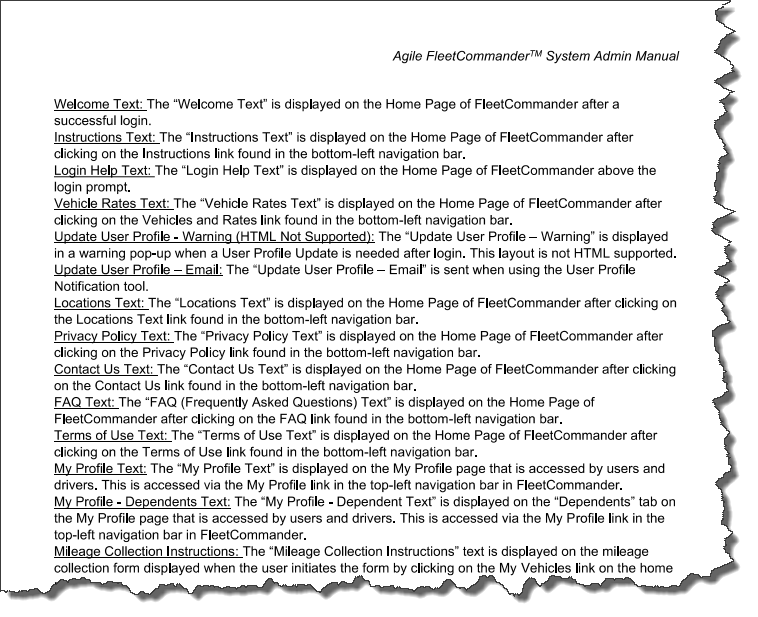 Agile FleetCommander™ System Admin Manual
Welcome Text: The “Welcome Text” is displayed on the Home Page of FleetCommander after a
successful login.
Instructions Text: The “Instructions Text” is displayed on the Home Page of FleetCommander after
clicking on the Instructions link found in the bottom-left navigation bar.
Login Help Text: The “Login Help Text” is displayed on the Home Page of FleetCommander above the
login prompt.
Vehicle Rates Text: The “Vehicle Rates Text” is displayed on the Home Page of FleetCommander after
clicking on the Vehicles and Rates link found in the bottom-left navigation bar.
Update User Profile - Warning (HTML Not Supported): The “Update User Profile – Warning” is displayed
in a warning pop-up when a User Profile Update is needed after login. This layout is not HTML supported.
Update User Profile – Email: The “Update User Profile – Email” is sent when using the User Profile
Notification tool.
Locations Text: The “Locations Text” is displayed on the Home Page of FleetCommander after clicking on
the Locations Text link found in the bottom-left navigation bar.
Privacy Policy Text: The “Privacy Policy Text” is displayed on the Home Page of FleetCommander after
clicking on the Privacy Policy link found in the bottom-left navigation bar.
Contact Us Text: The “Contact Us Text” is displayed on the Home Page of FleetCommander after clicking
on the Contact Us link found in the bottom-left navigation bar.
FAQ Text: The “FAQ (Frequently Asked Questions) Text” is displayed on the Home Page of
FleetCommander after clicking on the FAQ link found in the bottom-left navigation bar.
Terms of Use Text: The “Terms of Use Text” is displayed on the Home Page of FleetCommander after
clicking on the Terms of Use link found in the bottom-left navigation bar.
My Profile Text: The “My Profile Text” is displayed on the My Profile page that is accessed by users and
drivers. This is accessed via the My Profile link in the top-left navigation bar in FleetCommander.
My Profile - Dependents Text: The “My Profile - Dependent Text” is displayed on the “Dependents” tab on
the My Profile page that is accessed by users and drivers. This is accessed via the My Profile link in the
top-left navigation bar in FleetCommander.
Mileage Collection Instructions: The “Mileage Collection Instructions” text is displayed on the mileage
collection form displayed when the user initiates the form by clicking on the My Vehicles link on the home